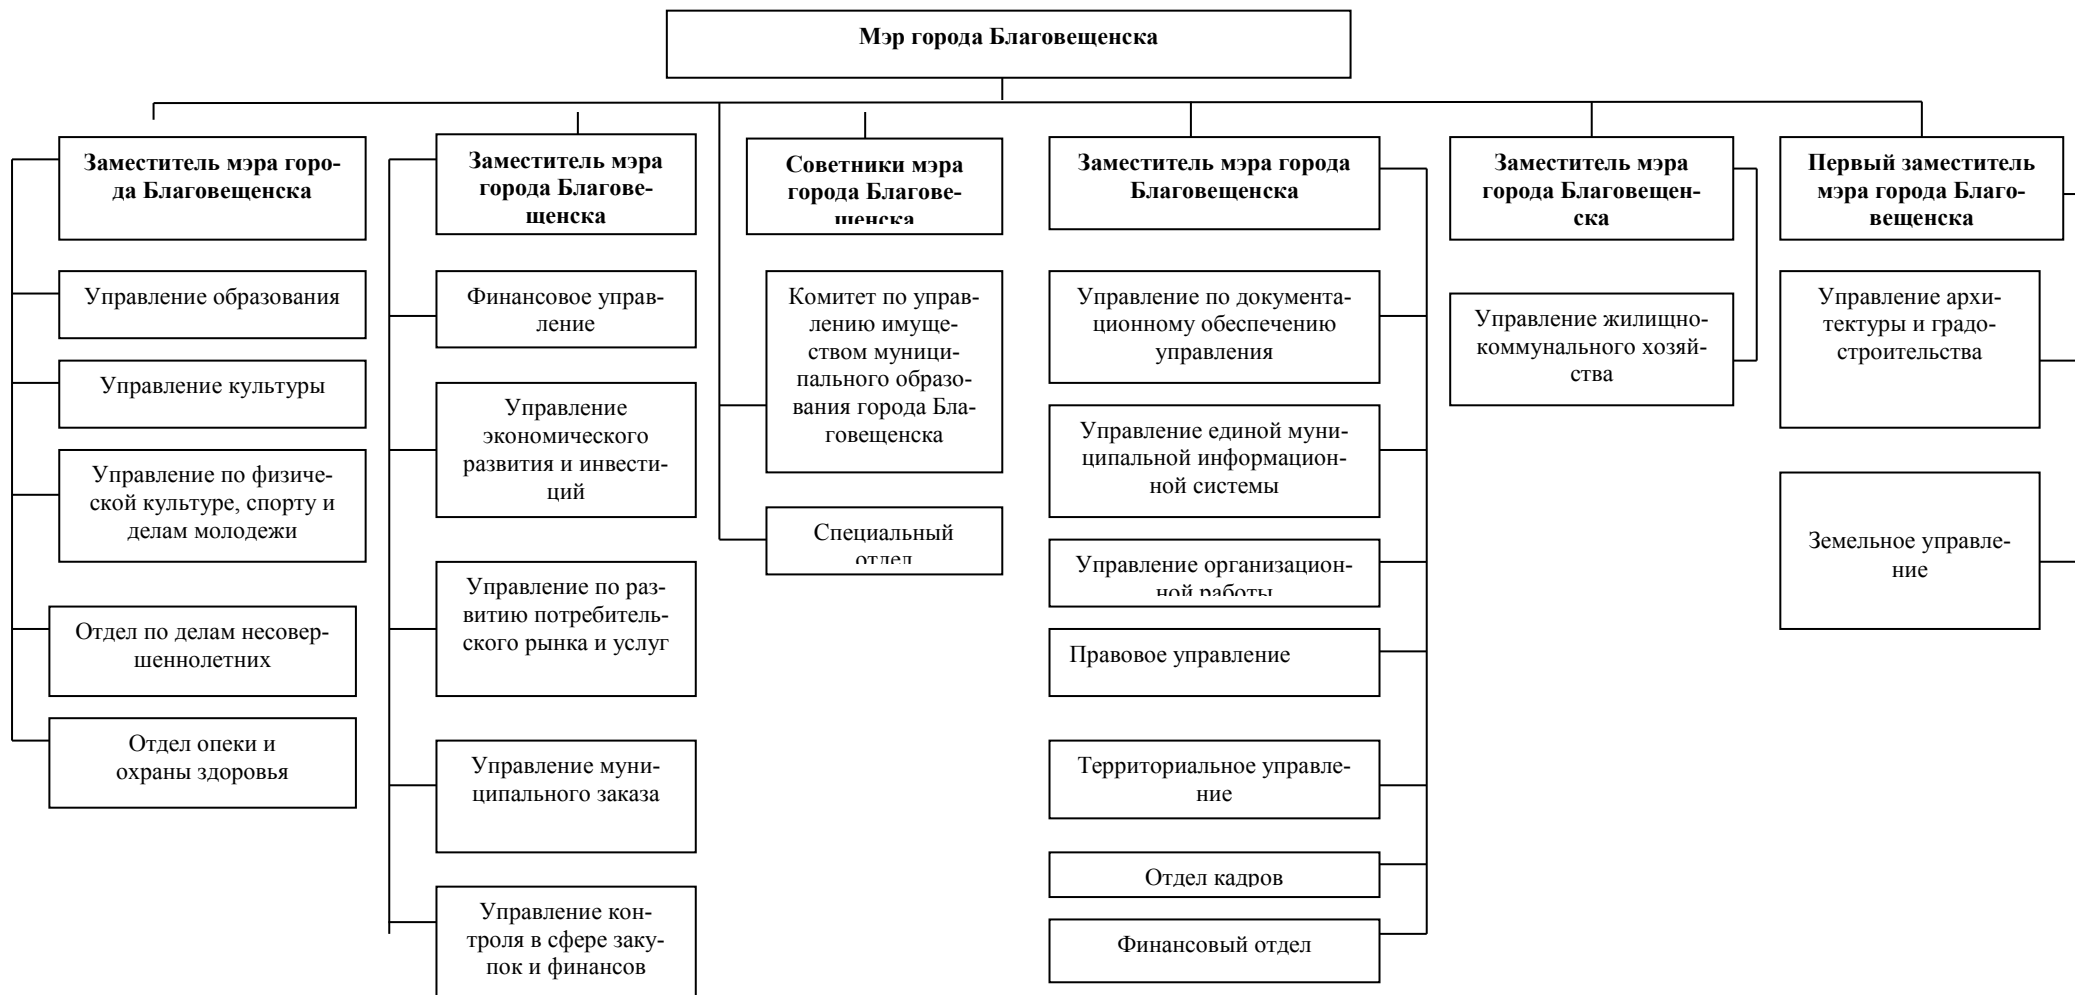 Мэр города Благовещенска
Заместитель мэра горо-
да Благовещенска
Управление образования
Управление культуры
Управление по физиче-
ской культуре, спорту и
делам молодежи
Отдел по делам несовер-
шеннолетних
Отдел опеки и
охраны здоровья
Заместитель мэра
города Благове-
щенска
Финансовое управ-
ление
Управление
экономического
развития и инвести-
ций
Управление по раз-
витию потребитель-
ского рынка и услуг
Управление муни-
ципального заказа
Управление кон-
троля в сфере заку-
пок и финансов
Советники мэра
города Благове-
щенска
Комитет по управ-
лению имуще-
ством муници-
пального образо-
вания города Бла-
говещенска
Специальный
отдел
Заместитель мэра города
Благовещенска
Управление по документа-
ционному обеспечению
управления
Управление единой муни-
ципальной информацион-
ной системы
Управление организацион-
ной работы
Правовое управление
Территориальное управле-
ние
Отдел кадров
Финансовый отдел
Заместитель мэра
города Благовещен-
ска
Управление жилищно-
коммунального хозяй-
ства
Первый заместитель
мэра города Благо-
вещенска
Управление архи-
тектуры и градо-
строительства
Земельное управле-
ние